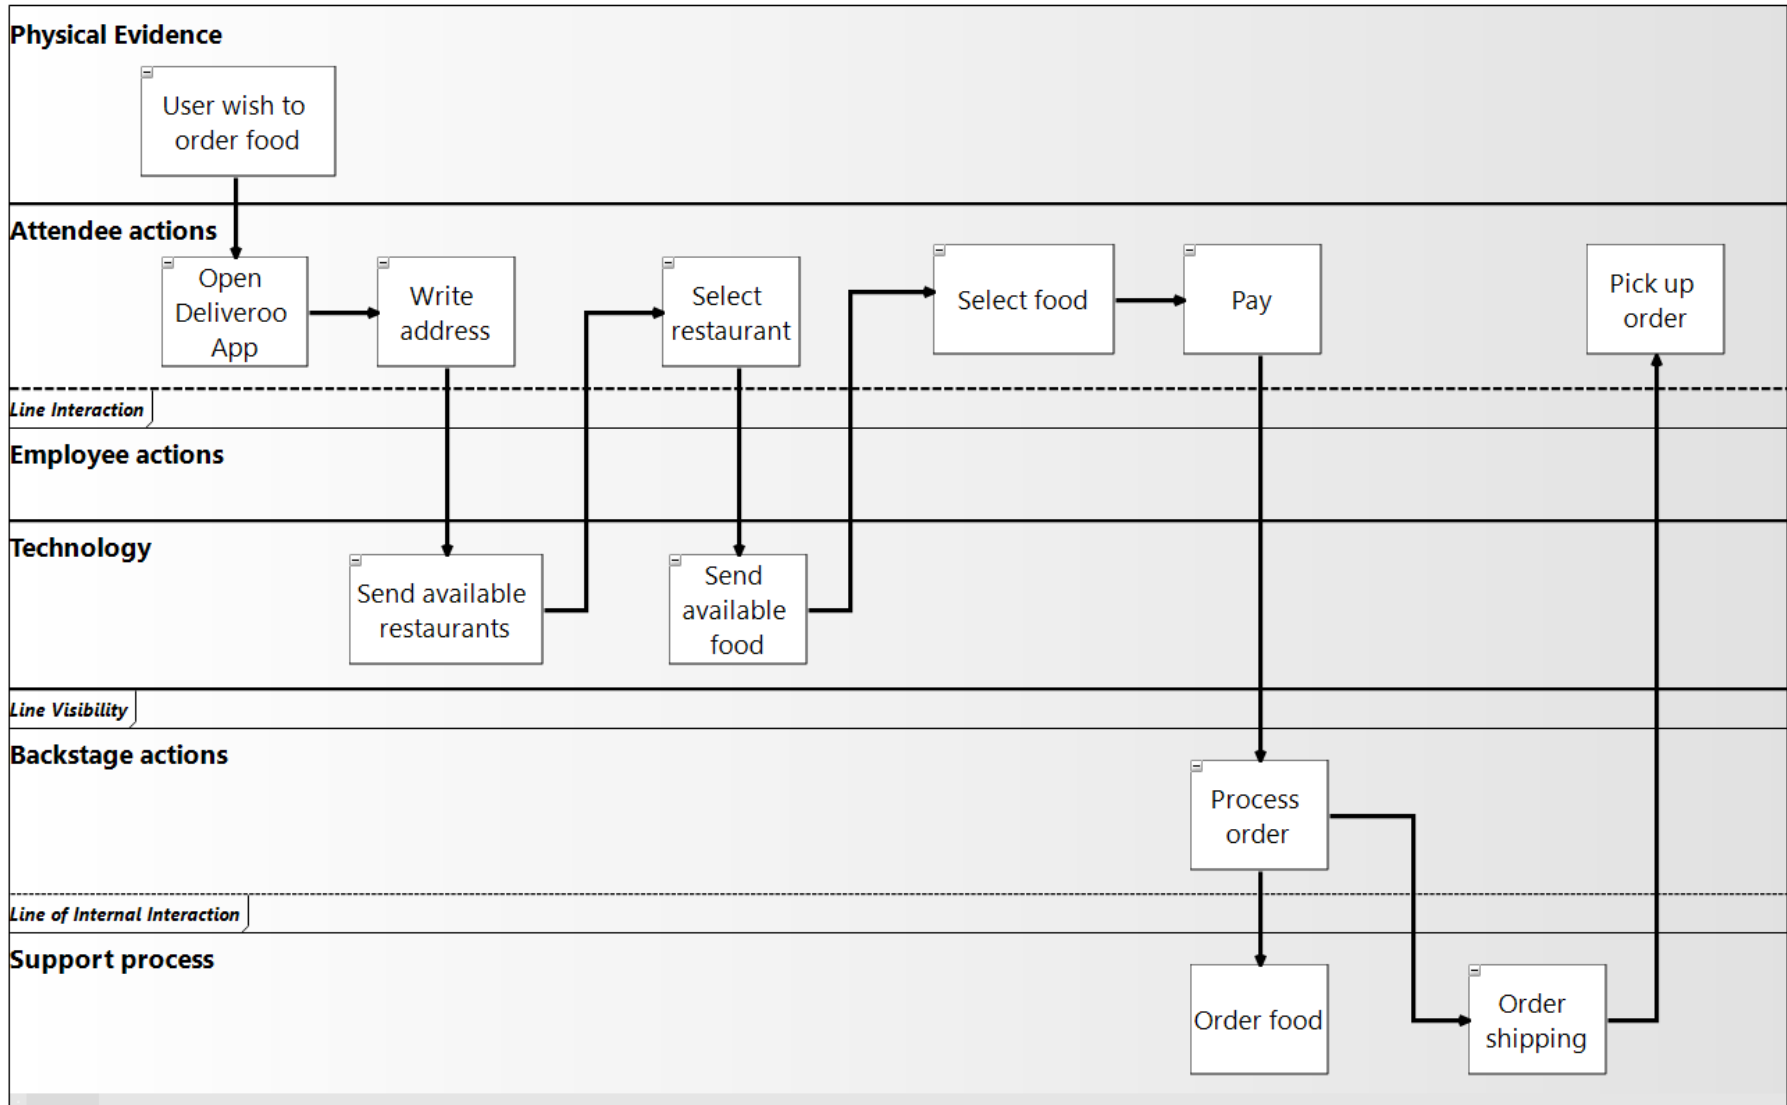 Physical Evidence
User wish to
order food
Attendee actions
Open
Deliveroo
App
Write
address
Select
restaurant
Select food
Pay
Pick up
order
Line Interaction
Employee actions
Technology
Send available
restaurants
Send
available
food
Line Visibility
Backstage actions
Process
order
Line of Internal Interaction
Support process
Order food
Order
shipping